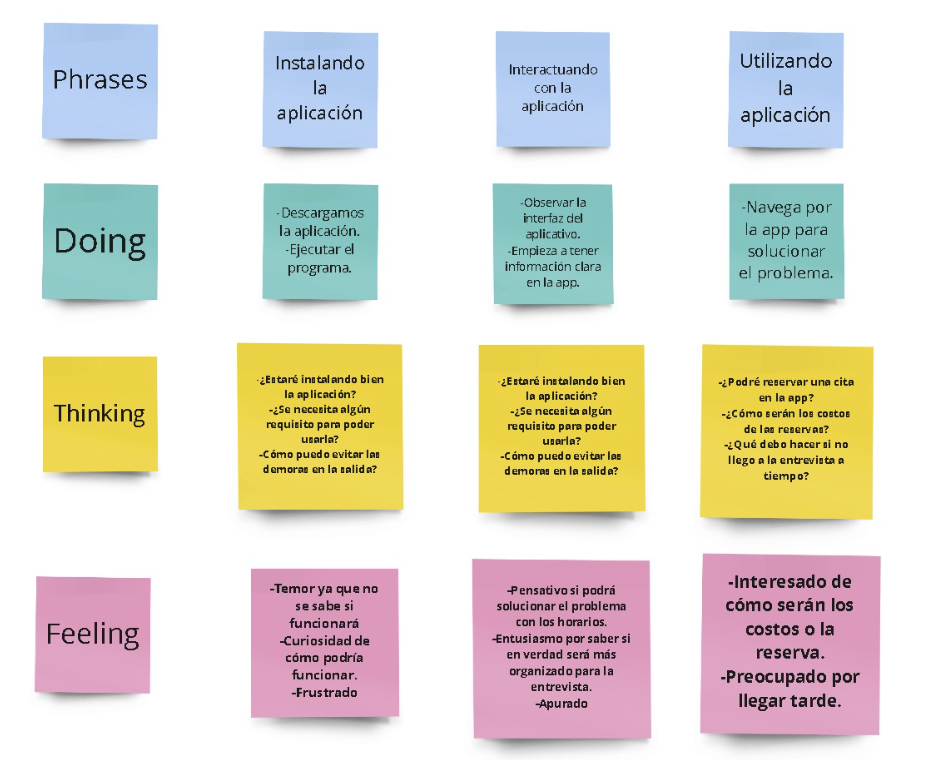 Phrases
Instalando
la
aplicación
Interactuando
con la
aplicación
Utilizando
la
aplicación
Doing
-Descargamos
la aplicación.
-Ejecutar el
programa.
-Observar la
interfaz del
aplicativo.
-Empieza a tener
información clara
en la app.
-Navega por
la app para
solucionar
el problema.
Thinking
-¿Estaré instalando bien
la aplicación?
-¿Se necesita algún
requisito para poder
usarla?
-Cómo puedo evitar las
demoras en la salida?
-¿Estaré instalando bien
la aplicación?
-¿Se necesita algún
requisito para poder
usarla?
-Cómo puedo evitar las
demoras en la salida?
-¿Podré reservar una cita
en la app?
-¿Cómo serán los costos
de las reservas?
-¿Qué debo hacer si no
llego a la entrevista a
tiempo?
Feeling
-Temor ya que no
se sabe si
funcionará
-Curiosidad de
cómo podría
funcionar.
-Frustrado
-Pensativo si podrá
solucionar el problema
con los horarios.
-Entusiasmo por saber si
en verdad será más
organizado para la
entrevista.
-Apurado
-Interesado de
cómo serán los
costos o la
reserva.
-Preocupado por
llegar tarde.